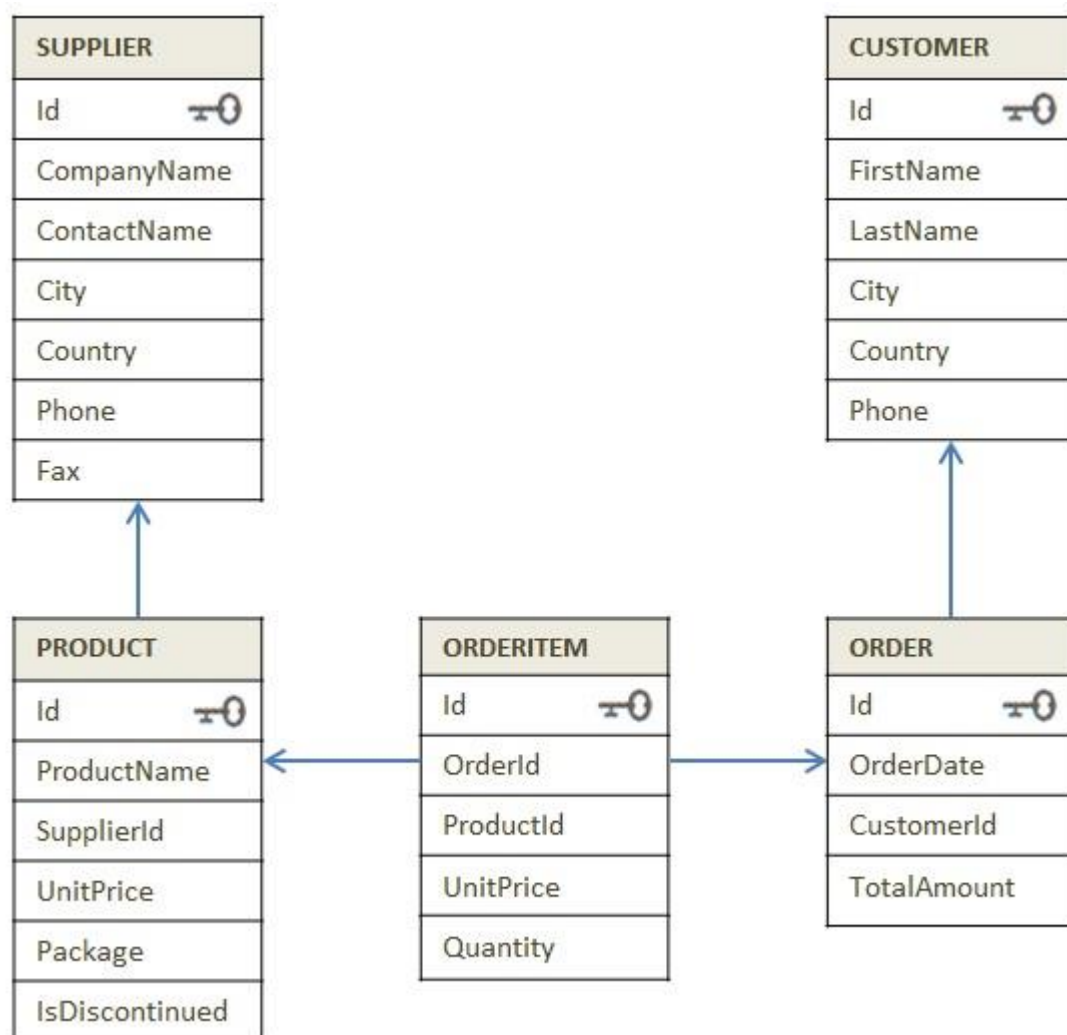 SUPPLIER
Id
CompanyName
ContactName
City
Country
Phone
Fax
CUSTOMER
Id
FirstName
LastName
City
Country
Phone
PRODUCT
Id
ProductName
SupplierId
UnitPrice
Package
IsDiscontinued
ORDERITEM
Id
OrderId
ProductId
UnitPrice
Quantity
ORDER
Id
OrderDate
CustomerId
TotalAmount